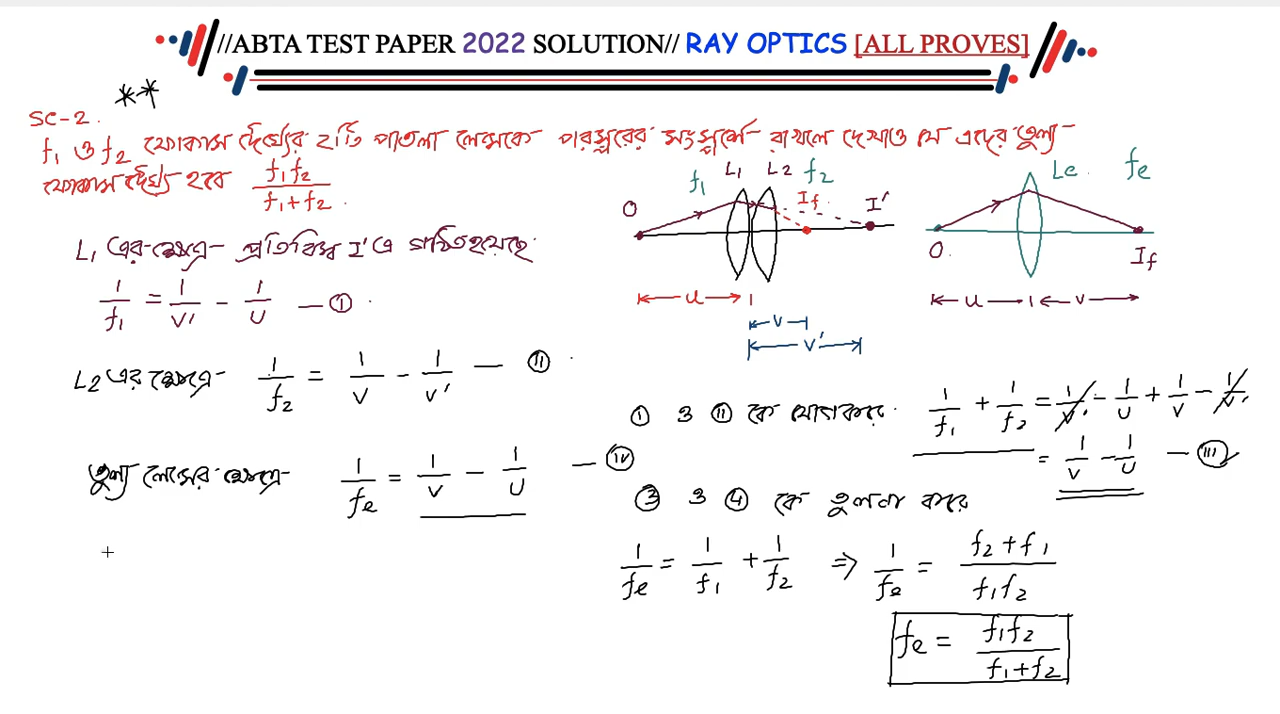 //ABTA TEST PAPER 2022 SOLUTION// RAY OPTICS [ALL PROVES]
**
SC-2.
f₁ ও f₂ ফোকাস দৈর্ঘ্যের ২টি পাতলা লেন্সকে পরস্পরের সংস্পর্শে রাখলে দেখাও যে এদের তুল্য
ফোকাস দৈর্ঘ্য হবে f₁f₂ / f₁+f₂ .
f₁ L₁ L₂ f₂
O If I'
u
v
v'
Le fe
O If
u v
L₁ এর ক্ষেত্রে- প্রতিবিম্ব I' এ গঠিত হয়েছে
1/f₁ = 1/v' - 1/u — ①
L₂ এর ক্ষেত্রে- 1/f₂ = 1/v - 1/v' — ⑪
তুল্য লেন্সের ক্ষেত্রে- 1/fe = 1/v - 1/u — ⓘⓥ
① ও ⑪ কে যোগ করে 1/f₁ + 1/f₂ = 1/v' - 1/u + 1/v - 1/v'
= 1/v - 1/u — ⓘⓘⓘ
③ ও ④ কে তুলনা করে
1/fe = 1/f₁ + 1/f₂ ⇒ 1/fe = f₂+f₁ / f₁f₂
fe = f₁f₂ / f₁+f₂